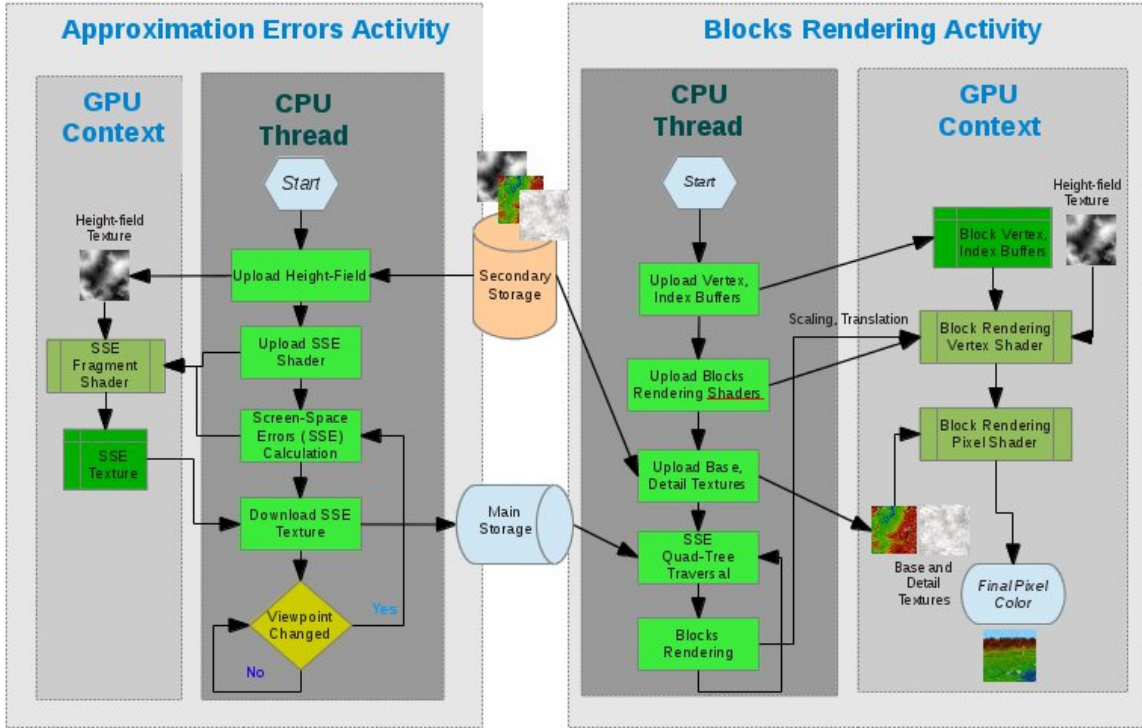 Approximation Errors Activity
GPU
Context
CPU
Thread
Start
Height-field
Texture
Upload Height-Field
Upload SSE
Shader
SSE
Fragment
Shader
Screen-Space
Errors (SSE)
Calculation
SSE
Texture
Download SSE
Texture
Viewpoint
Changed
Yes
No
Secondary
Storage
Main
Storage
Blocks Rendering Activity
CPU
Thread
GPU
Context
Start
Height-field
Texture
Block Vertex,
Index Buffers
Upload Vertex,
Index Buffers
Scaling, Translation
Block Rendering
Vertex Shader
Upload Blocks
Rendering Shaders
Block Rendering
Pixel Shader
Upload Base,
Detail Textures
SSE
Quad-Tree
Traversal
Base and
Detail
Textures
Final Pixel
Color
Blocks
Rendering